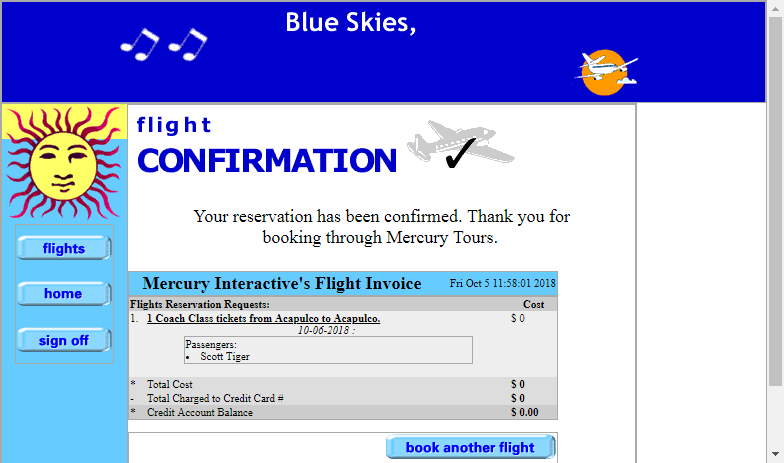 Blue Skies,
flight
CONFIRMATION
Your reservation has been confirmed. Thank you for
booking through Mercury Tours.
flights
home
sign off
Mercury Interactive's Flight Invoice Fri Oct 5 11:58:01 2018
Flights Reservation Requests: Cost
1. 1 Coach Class tickets from Acapulco to Acapulco. $ 0
10-06-2018 :
Passengers:
• Scott Tiger
* Total Cost $ 0
- Total Charged to Credit Card # $ 0
* Credit Account Balance $ 0.00
book another flight